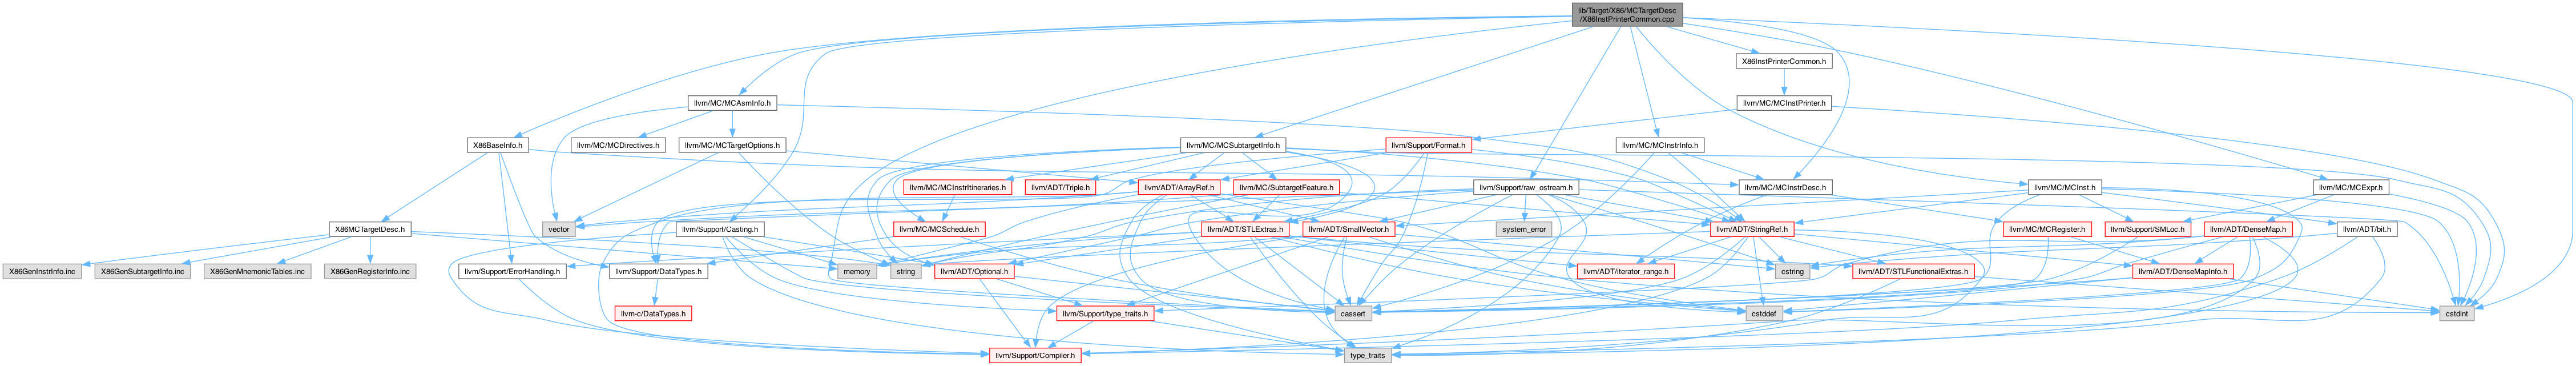 lib/Target/X86/MCTargetDesc
/X86InstPrinterCommon.cpp
X86InstPrinterCommon.h
llvm/MC/MCAsmInfo.h
llvm/MC/MCInstPrinter.h
X86BaseInfo.h
llvm/MC/MCDirectives.h
llvm/MC/MCTargetOptions.h
llvm/MC/MCSubtargetInfo.h
llvm/Support/Format.h
llvm/MC/MCInstrInfo.h
llvm/MC/MCInstrItineraries.h
llvm/ADT/Triple.h
llvm/ADT/ArrayRef.h
llvm/MC/SubtargetFeature.h
llvm/Support/raw_ostream.h
llvm/MC/MCInstrDesc.h
llvm/MC/MCInst.h
llvm/MC/MCExpr.h
vector
X86MCTargetDesc.h
llvm/Support/Casting.h
llvm/MC/MCSchedule.h
llvm/ADT/STLExtras.h
llvm/ADT/SmallVector.h
system_error
llvm/ADT/StringRef.h
llvm/MC/MCRegister.h
llvm/Support/SMLoc.h
llvm/ADT/DenseMap.h
llvm/ADT/bit.h
X86GenInstrInfo.inc
X86GenSubtargetInfo.inc
X86GenMnemonicTables.inc
X86GenRegisterInfo.inc
llvm/Support/ErrorHandling.h
llvm/Support/DataTypes.h
memory
string
llvm/ADT/Optional.h
llvm/ADT/iterator_range.h
cstring
llvm/ADT/STLFunctionalExtras.h
llvm/ADT/DenseMapInfo.h
llvm-c/DataTypes.h
llvm/Support/type_traits.h
cassert
cstddef
cstdint
llvm/Support/Compiler.h
type_traits